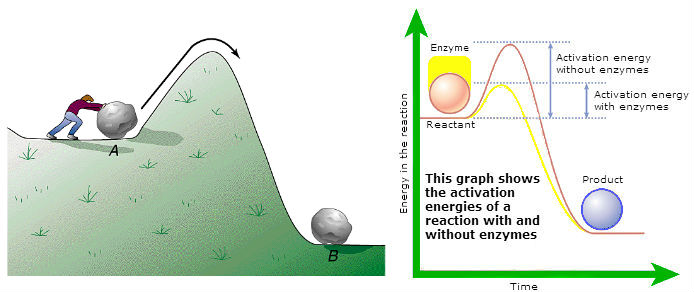 A
B
Enzyme
Activation energy
without enzymes
Activation energy
with enzymes
Reactant
Energy in the reaction
This graph shows
the activation
energies of a
reaction with and
without enzymes
Product
Time